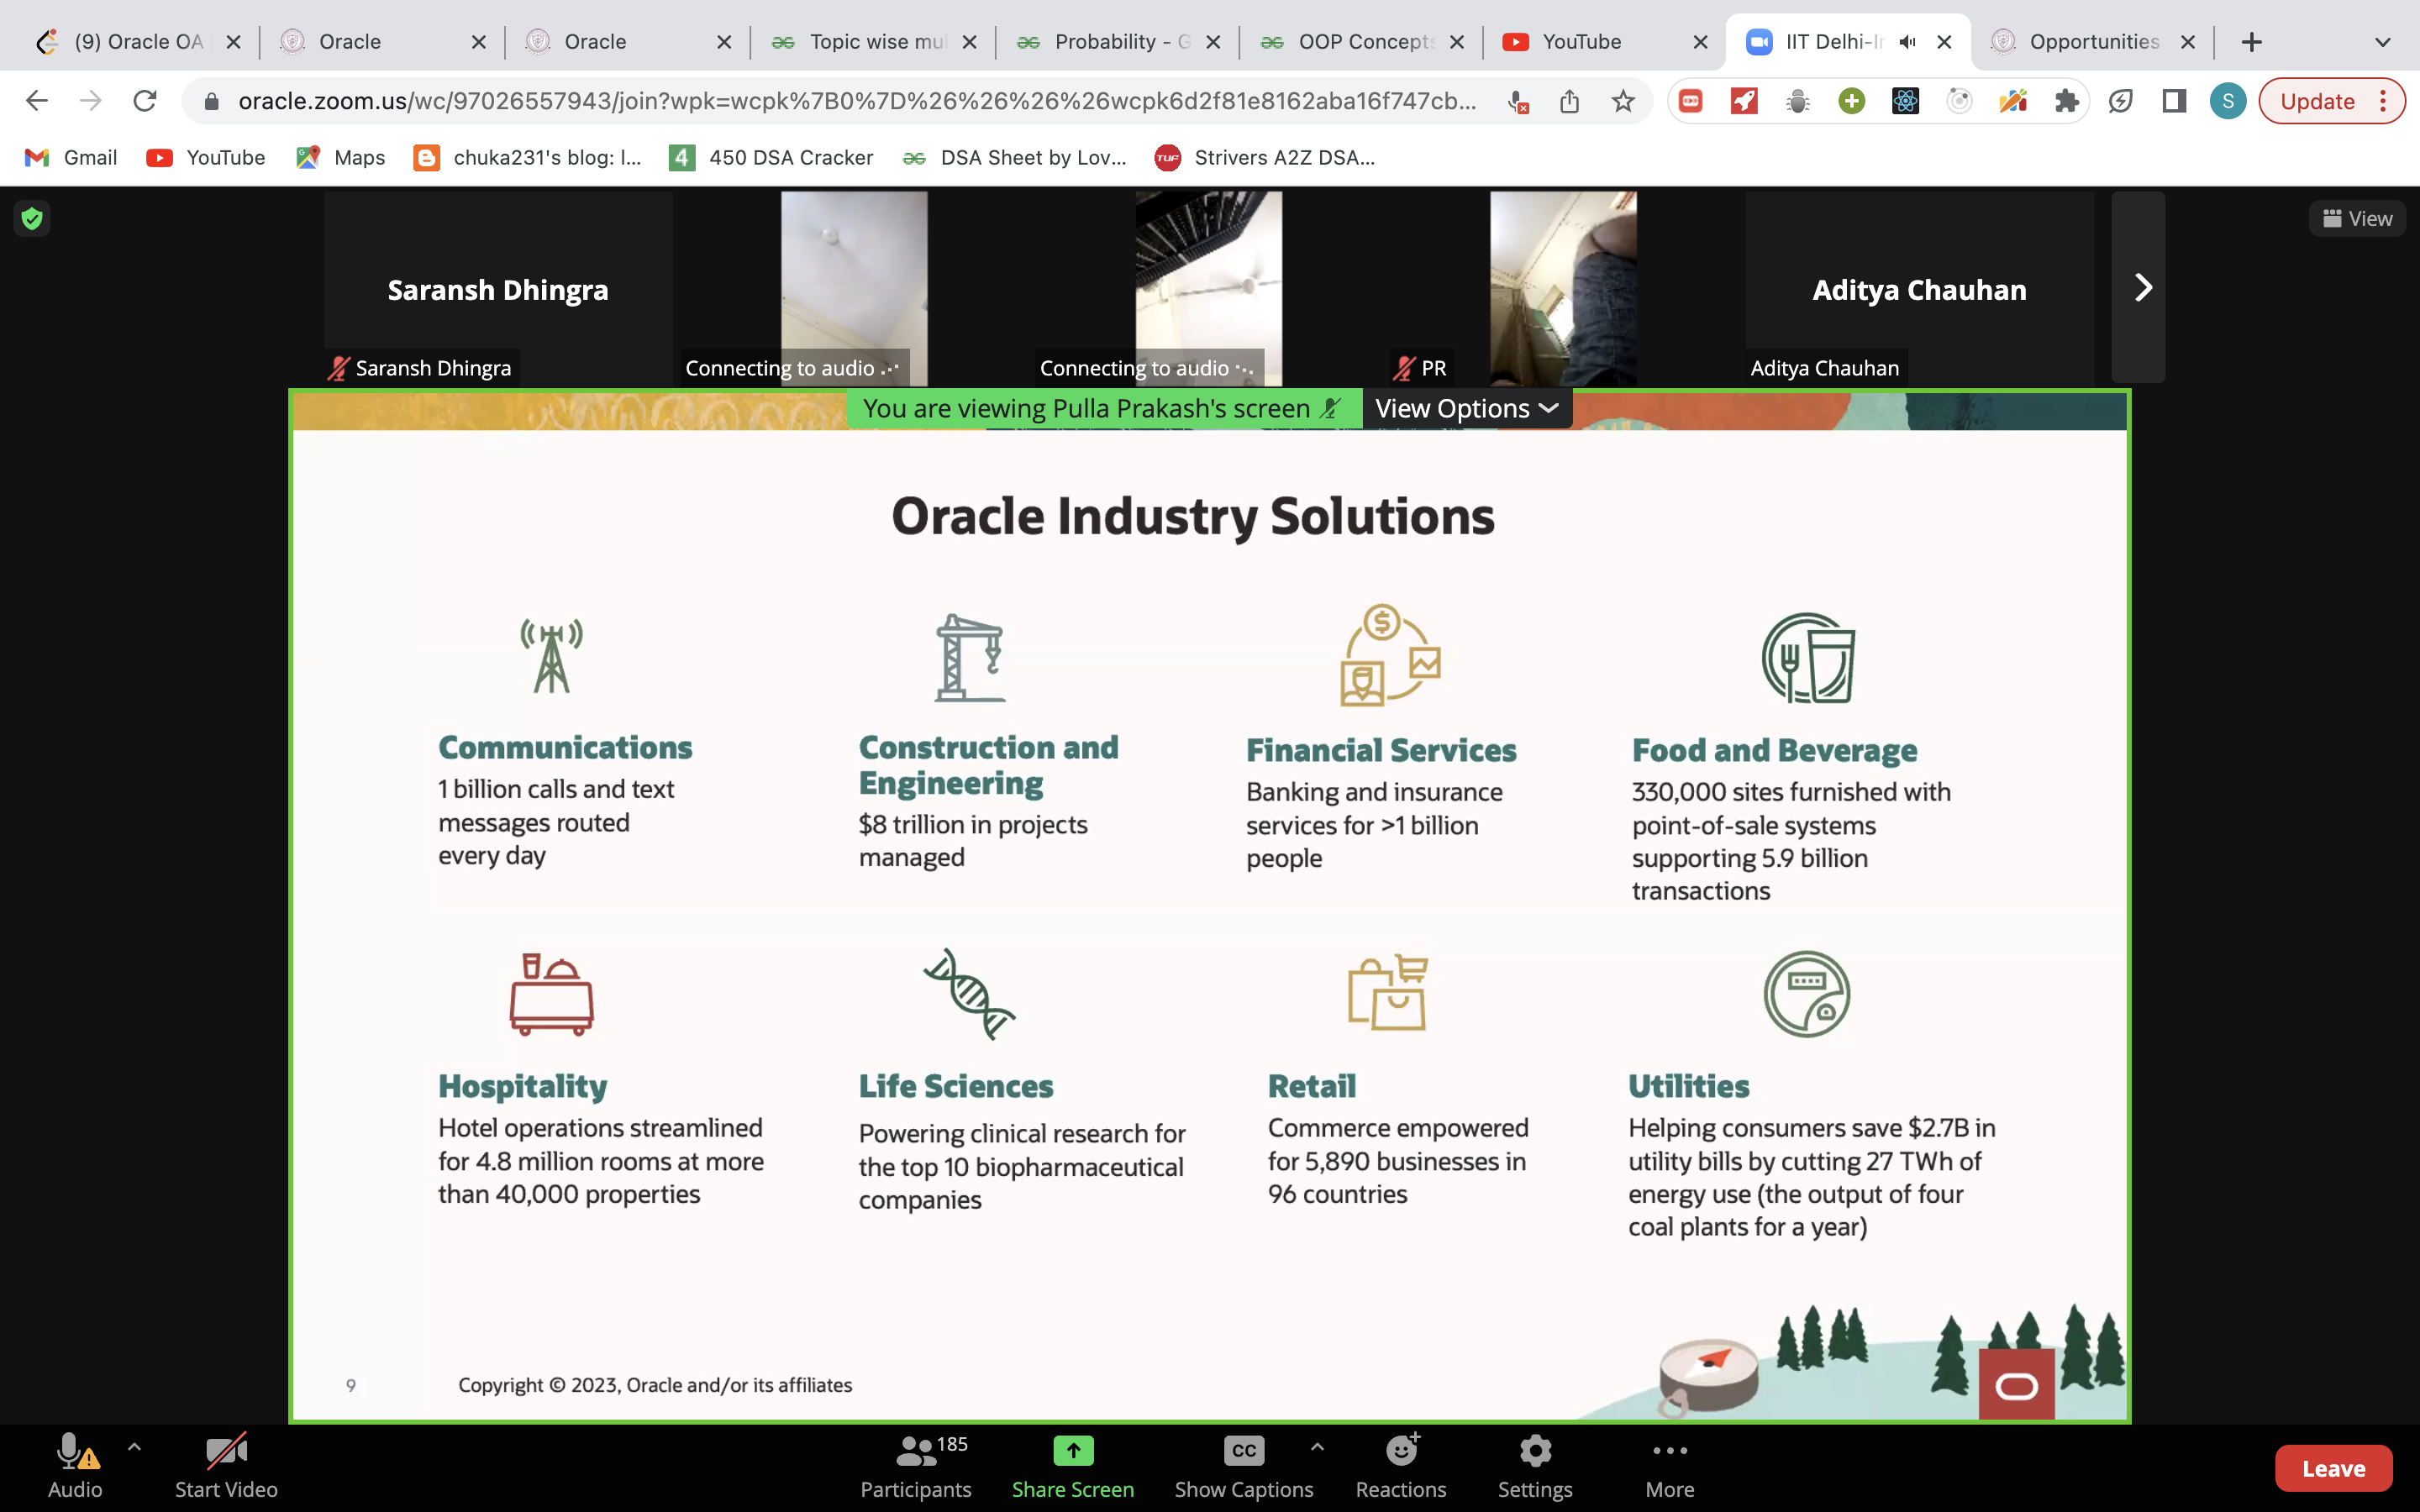 (9) Oracle OA
Oracle
Oracle
Topic wise mul
Probability - G
OOP Concepts
YouTube
IIT Delhi-In
Opportunities
oracle.zoom.us/wc/97026557943/join?wpk=wcpk%7B0%7D%26%26%26%26wcpk6d2f81e8162aba16f747cb...
S
Update
Gmail
YouTube
Maps
chuka231's blog: I...
4
450 DSA Cracker
DSA Sheet by Lov...
TUF
Strivers A2Z DSA...
View
Saransh Dhingra
Aditya Chauhan
Saransh Dhingra
Connecting to audio
Connecting to audio
PR
Aditya Chauhan
You are viewing Pulla Prakash's screen
View Options
Oracle Industry Solutions
Communications
1 billion calls and text
messages routed
every day
Construction and
Engineering
$8 trillion in projects
managed
Financial Services
Banking and insurance
services for >1 billion
people
Food and Beverage
330,000 sites furnished with
point-of-sale systems
supporting 5.9 billion
transactions
Hospitality
Hotel operations streamlined
for 4.8 million rooms at more
than 40,000 properties
Life Sciences
Powering clinical research for
the top 10 biopharmaceutical
companies
Retail
Commerce empowered
for 5,890 businesses in
96 countries
Utilities
Helping consumers save $2.7B in
utility bills by cutting 27 TWh of
energy use (the output of four
coal plants for a year)
9
Copyright © 2023, Oracle and/or its affiliates
Audio
Start Video
185
Participants
Share Screen
CC
Show Captions
Reactions
Settings
More
Leave